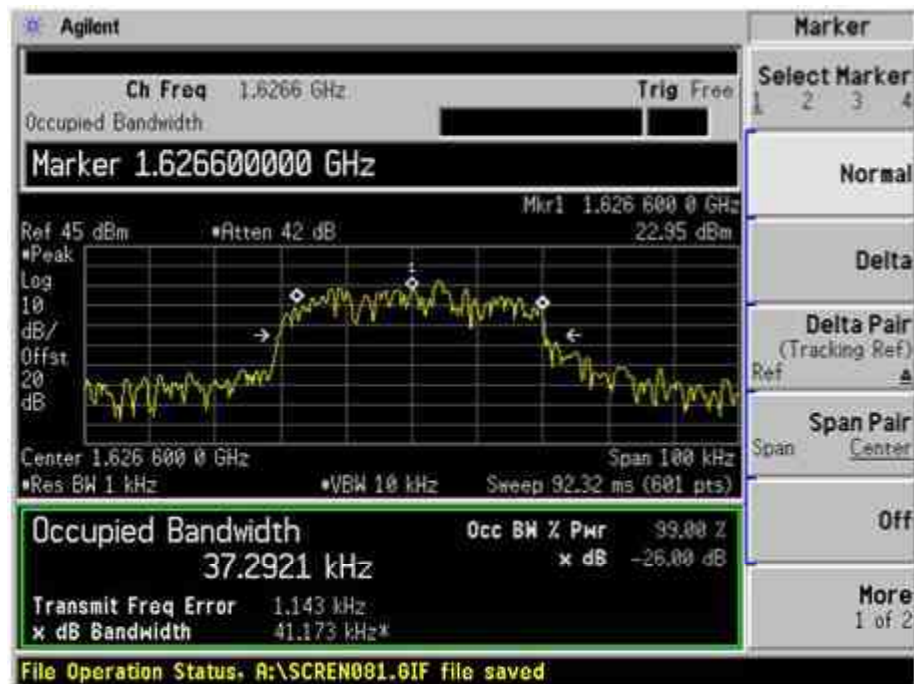 Agilent
Marker
Ch Freq 1.6266 GHz
Trig Free
Occupied Bandwidth
Select Marker
1 2 3 4
Marker 1.626600000 GHz
Normal
Mkr1 1.626 600 0 GHz
Ref 45 dBm
*Atten 42 dB
22.95 dBm
*Peak
Log
10
dB/
Offst
20
dB
1
Delta
Delta Pair
(Tracking Ref)
Ref
Span Pair
Span Center
Center 1.626 600 0 GHz
Span 100 kHz
*Res BW 1 kHz
*VBW 10 kHz
Sweep 92.32 ms (601 pts)
Off
Occupied Bandwidth
37.2921 kHz
Occ BW % Pwr 99.00 %
x dB -26.00 dB
Transmit Freq Error 1.143 kHz
x dB Bandwidth 41.173 kHz*
More
1 of 2
File Operation Status, A:\SCREN081.GIF file saved